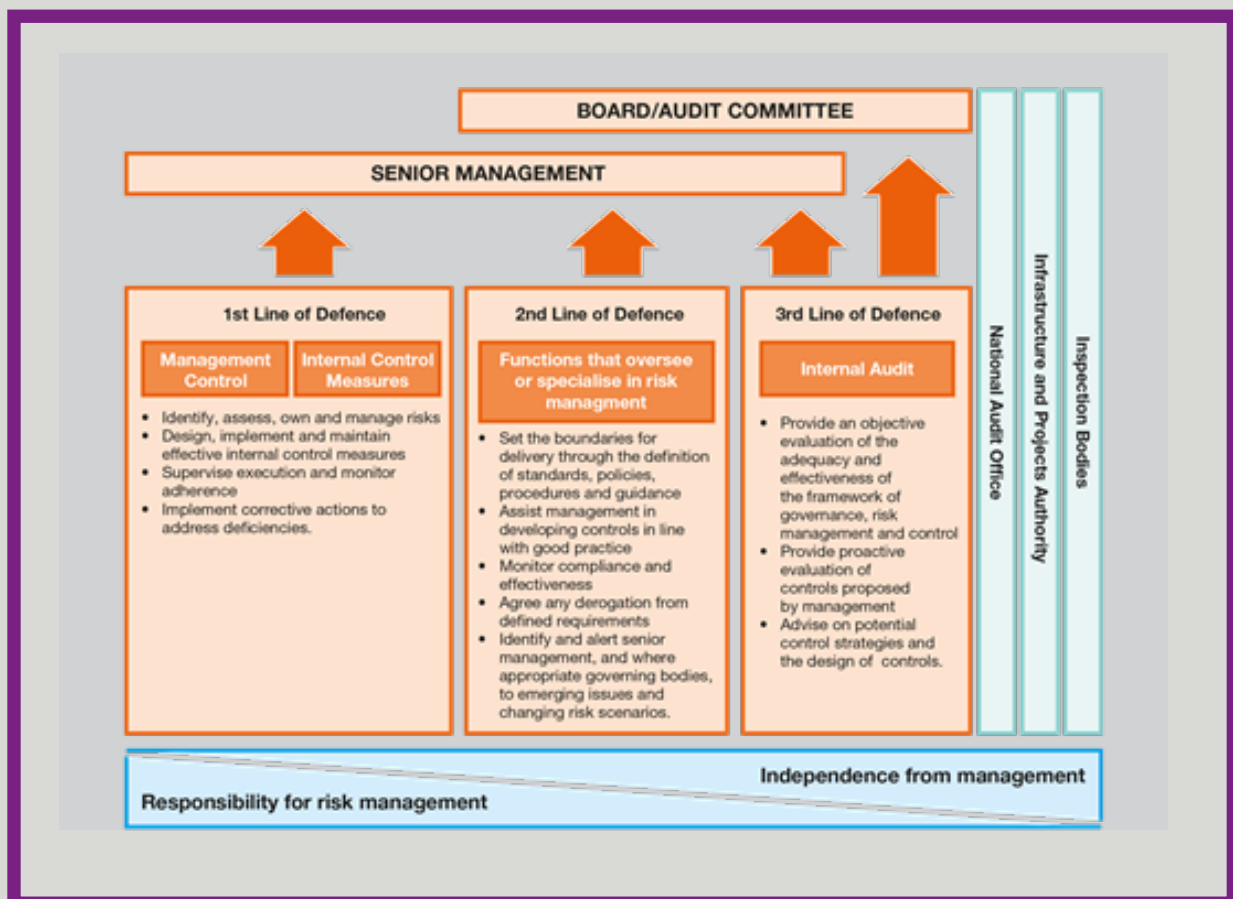 BOARD/AUDIT COMMITTEE
SENIOR MANAGEMENT
1st Line of Defence
Management
Control
Internal Control
Measures
• Identify, assess, own and manage risks
• Design, implement and maintain
effective internal control measures
• Supervise execution and monitor
adherence
• Implement corrective actions to
address deficiencies.
2nd Line of Defence
Functions that oversee
or specialise in risk
managment
• Set the boundaries for
delivery through the definition
of standards, policies,
procedures and guidance
• Assist management in
developing controls in line
with good practice
• Monitor compliance and
effectiveness
• Agree any derogation from
defined requirements
• Identify and alert senior
management, and where
appropriate governing bodies,
to emerging issues and
changing risk scenarios.
3rd Line of Defence
Internal Audit
• Provide an objective
evaluation of the
adequacy and
effectiveness of
the framework of
governance, risk
management and control
• Provide proactive
evaluation of
controls proposed
by management
• Advise on potential
control strategies and
the design of controls.
National Audit Office
Infrastructure and Projects Authority
Inspection Bodies
Independence from management
Responsibility for risk management